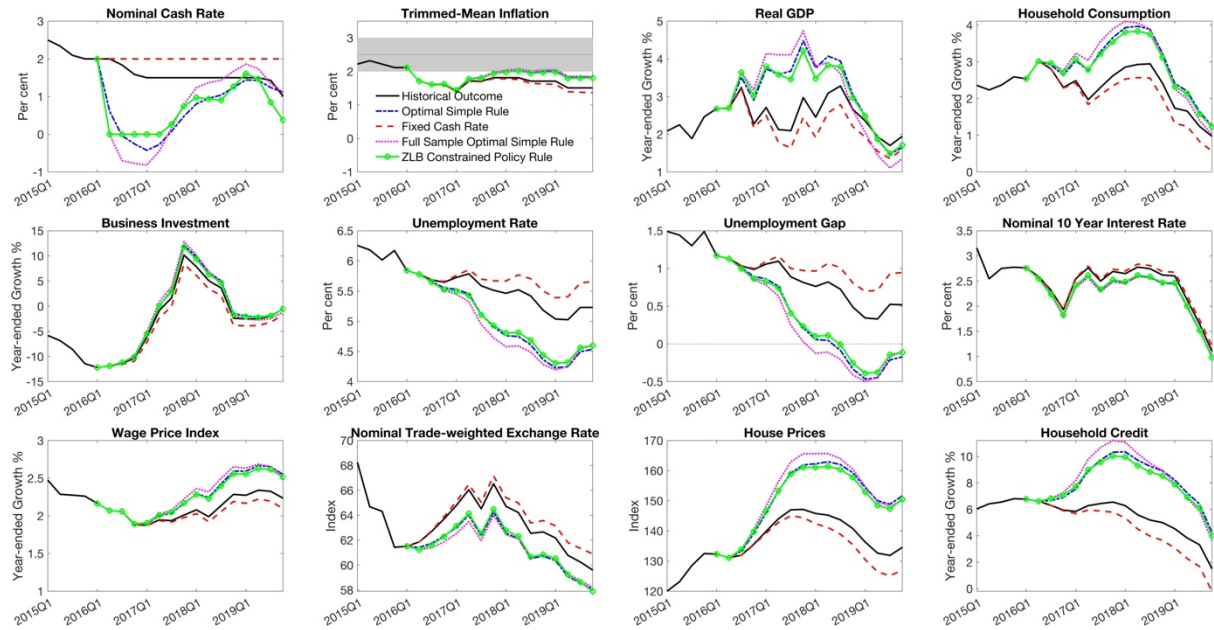 Nominal Cash Rate
Per cent
3
2
1
0
-1
2015Q1
2016Q1
2017Q1
2018Q1
2019Q1
Trimmed-Mean Inflation
Per cent
4
3
2
1
0
-1
Historical Outcome
Optimal Simple Rule
Fixed Cash Rate
Full Sample Optimal Simple Rule
ZLB Constrained Policy Rule
2015Q1
2016Q1
2017Q1
2018Q1
2019Q1
Real GDP
Year-ended Growth %
5
4
3
2
1
2015Q1
2016Q1
2017Q1
2018Q1
2019Q1
Household Consumption
Year-ended Growth %
4
3
2
1
0
2015Q1
2016Q1
2017Q1
2018Q1
2019Q1
Business Investment
Year-ended Growth %
15
10
5
0
-5
-10
-15
2015Q1
2016Q1
2017Q1
2018Q1
2019Q1
Unemployment Rate
Per cent
6.5
6
5.5
5
4.5
4
2015Q1
2016Q1
2017Q1
2018Q1
2019Q1
Unemployment Gap
Per cent
1.5
1
0.5
0
-0.5
2015Q1
2016Q1
2017Q1
2018Q1
2019Q1
Nominal 10 Year Interest Rate
Per cent
3.5
3
2.5
2
1.5
1
0.5
2015Q1
2016Q1
2017Q1
2018Q1
2019Q1
Wage Price Index
Year-ended Growth %
3
2.5
2
1.5
1
2015Q1
2016Q1
2017Q1
2018Q1
2019Q1
Nominal Trade-weighted Exchange Rate
Index
70
68
66
64
62
60
58
2015Q1
2016Q1
2017Q1
2018Q1
2019Q1
House Prices
Index
170
160
150
140
130
120
2015Q1
2016Q1
2017Q1
2018Q1
2019Q1
Household Credit
Year-ended Growth %
10
8
6
4
2
0
2015Q1
2016Q1
2017Q1
2018Q1
2019Q1